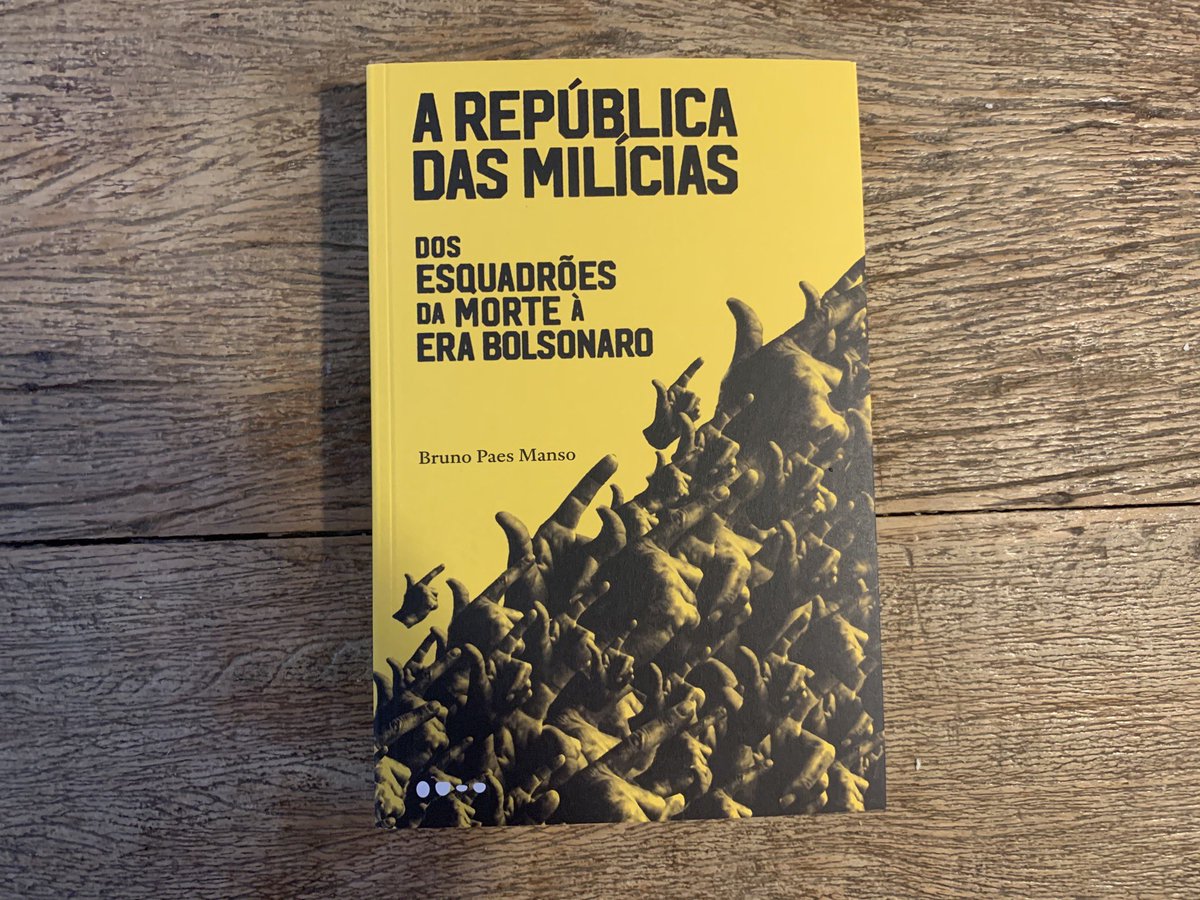 A REPÚBLICA
DAS MILÍCIAS
DOS
ESQUADRÕES
DA MORTE À
ERA BOLSONARO
Bruno Paes Manso